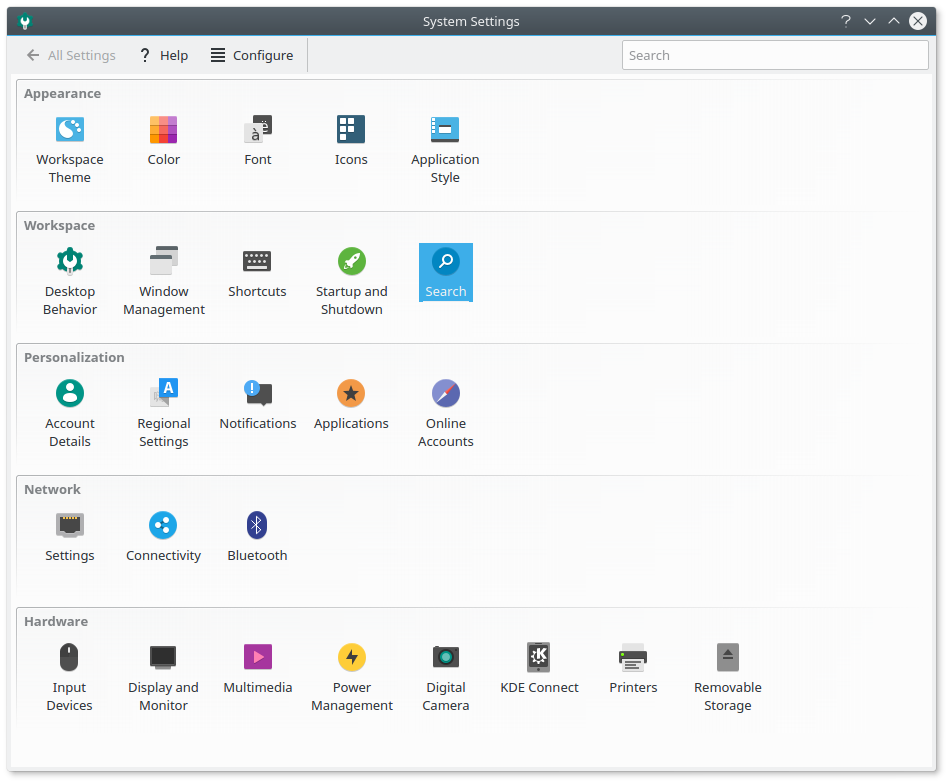 System Settings
All Settings
? Help
Configure
Search
Appearance
Workspace
Theme
Color
Font
Icons
Application
Style
Workspace
Desktop
Behavior
Window
Management
Shortcuts
Startup and
Shutdown
Search
Personalization
Account
Details
Regional
Settings
Notifications
Applications
Online
Accounts
Network
Settings
Connectivity
Bluetooth
Hardware
Input
Devices
Display and
Monitor
Multimedia
Power
Management
Digital
Camera
KDE Connect
Printers
Removable
Storage